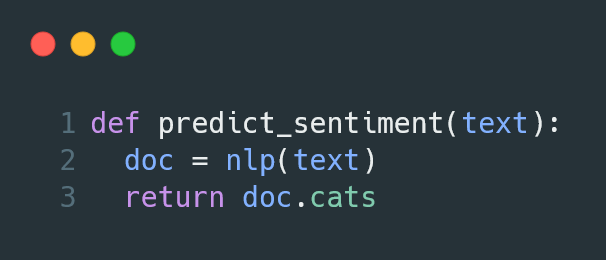 1 def predict_sentiment(text):
2   doc = nlp(text)
3   return doc.cats